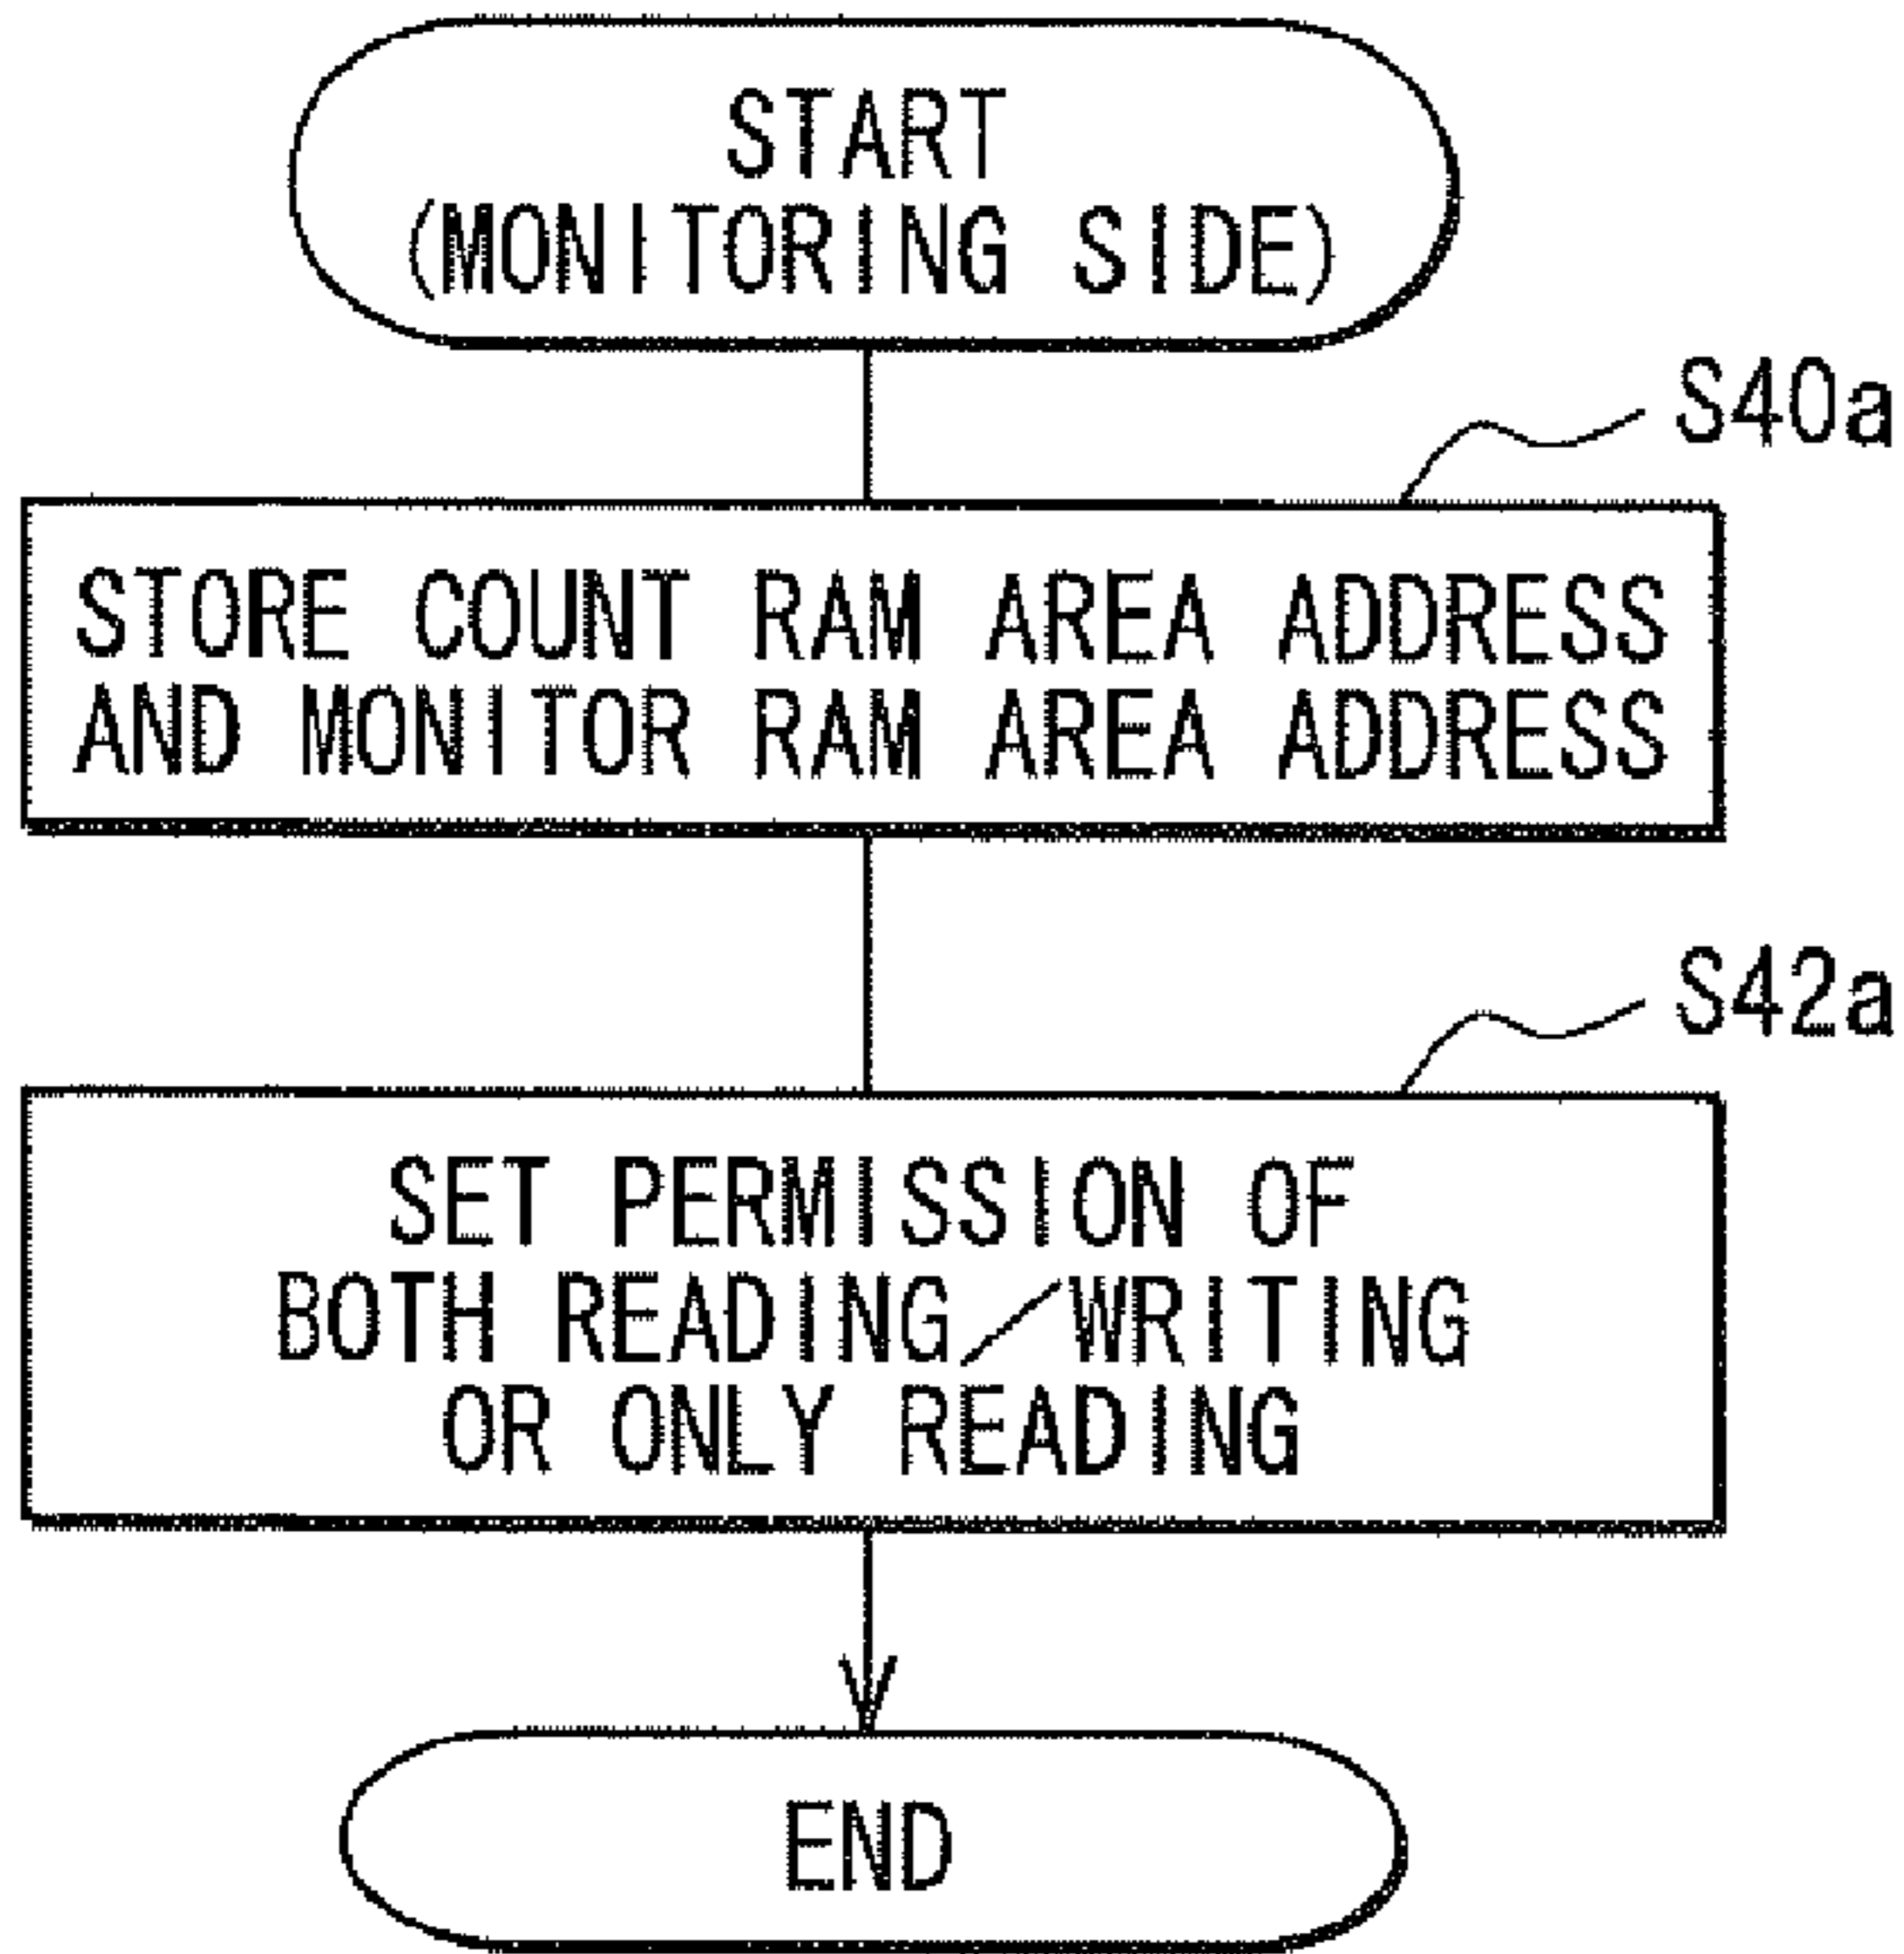 START
(MONITORING SIDE)
S40a
STORE COUNT RAM AREA ADDRESS
AND MONITOR RAM AREA ADDRESS
S42a
SET PERMISSION OF
BOTH READING/WRITING
OR ONLY READING
END